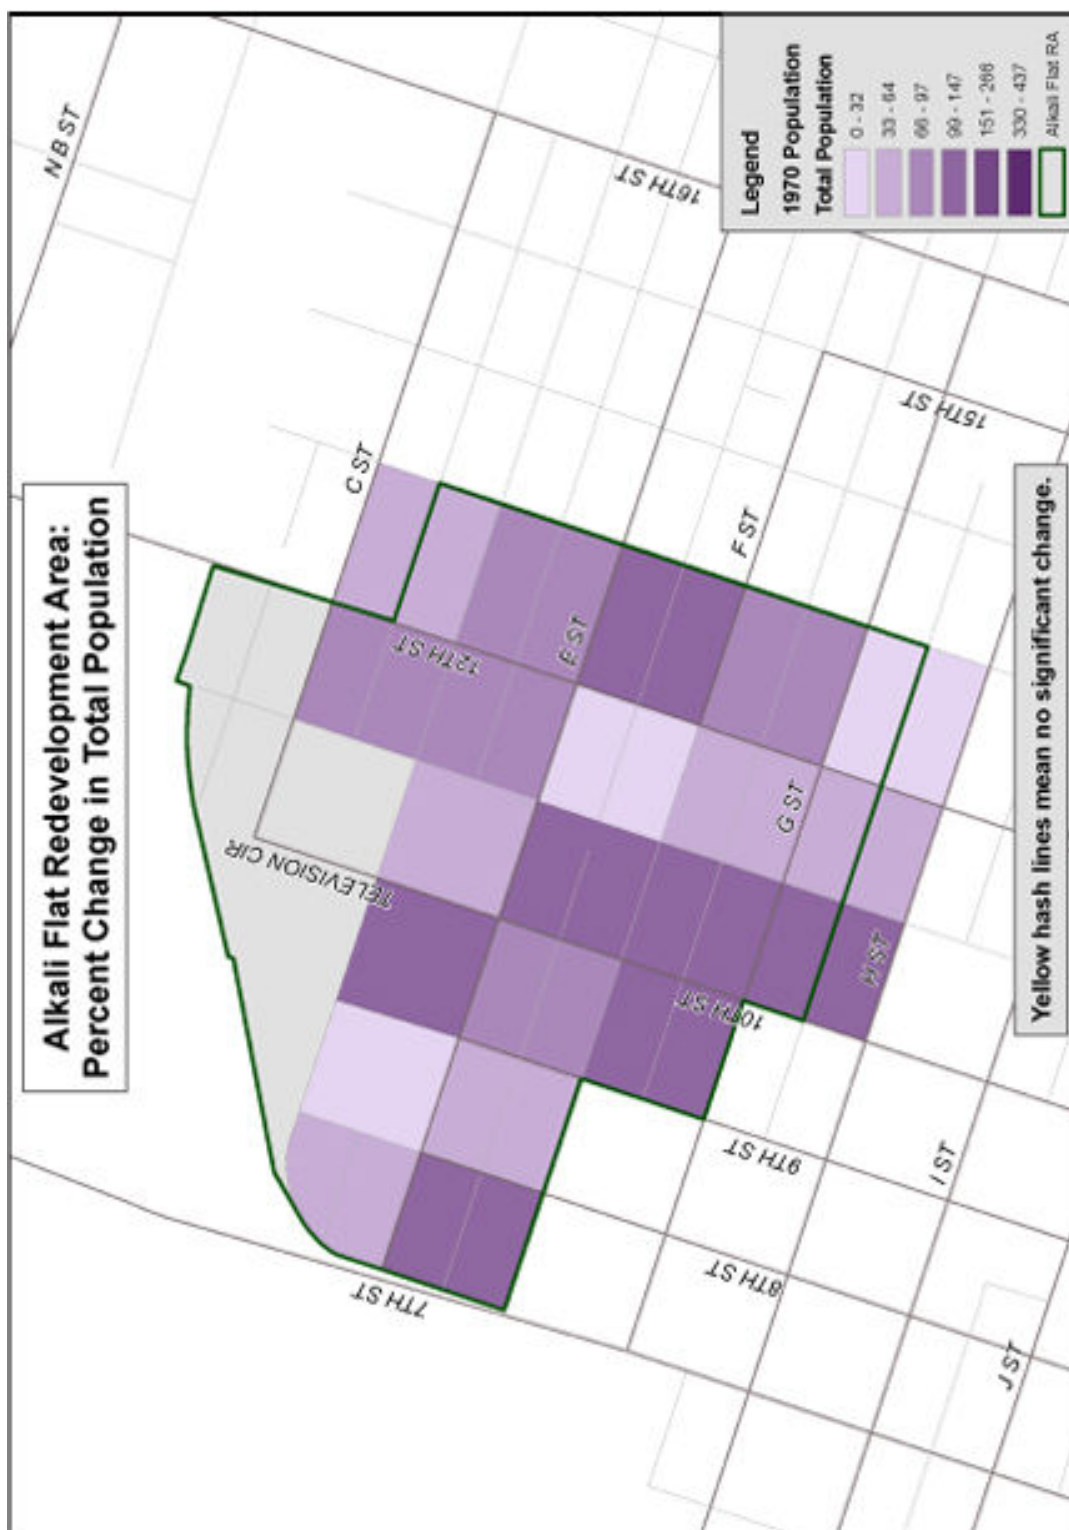 Alkali Flat Redevelopment Area:
Percent Change in Total Population
N B ST
C ST
16TH ST
15TH ST
12TH ST
E ST
F ST
G ST
TELEVISION CIR
10TH ST
H ST
9TH ST
I ST
8TH ST
7TH ST
J ST
Legend
1970 Population
Total Population
0 - 32
33 - 64
66 - 97
99 - 147
151 - 266
330 - 437
Alkali Flat RA
Yellow hash lines mean no significant change.